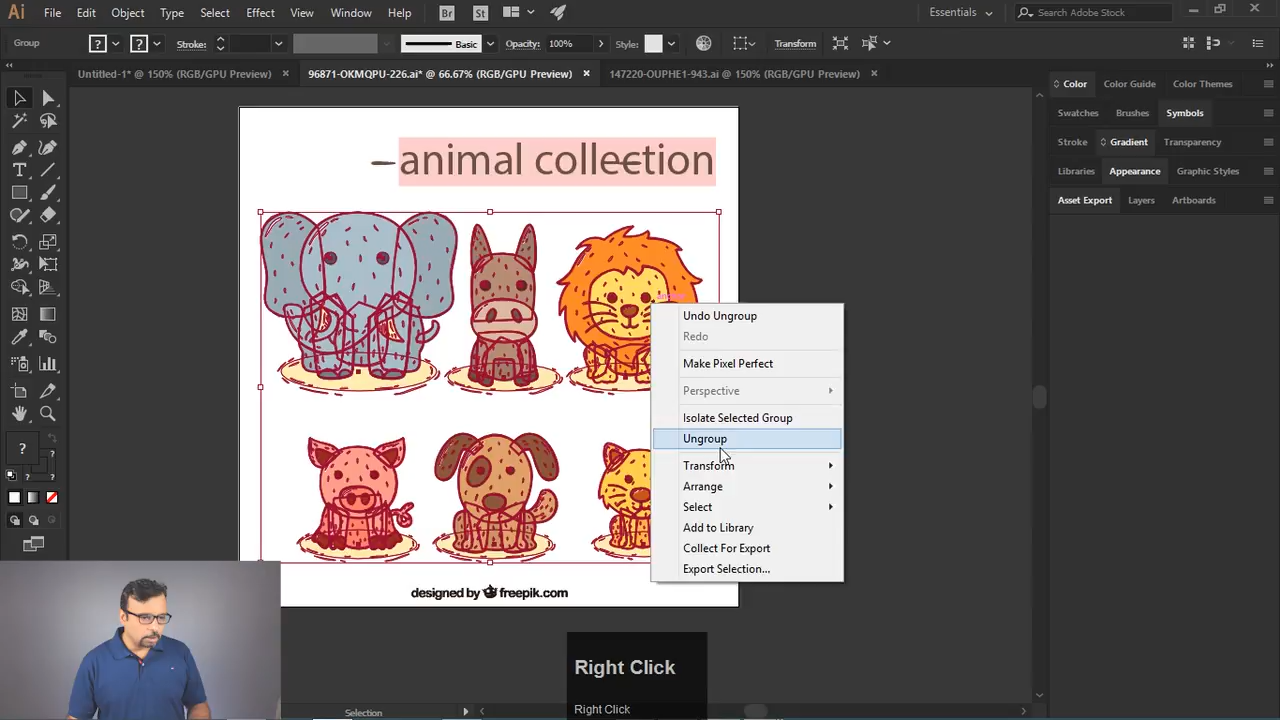 Ai File Edit Object Type Select Effect View Window Help Br St Essentials Search Adobe Stock
Group ? ? Stroke: Basic Opacity: 100% Style: Transform
Untitled-1* @ 150% (RGB/GPU Preview) × 96871-OKMQPU-226.ai* @ 66.67% (RGB/GPU Preview) × 147220-OUPHE1-943.ai @ 150% (RGB/GPU Preview) ×
Color Color Guide Color Themes
Swatches Brushes Symbols
Stroke Gradient Transparency
Libraries Appearance Graphic Styles
Asset Export Layers Artboards
animal collection
Undo Ungroup
Redo
Make Pixel Perfect
Perspective
Isolate Selected Group
Ungroup
Transform
Arrange
Select
Add to Library
Collect For Export
Export Selection...
?
?
?
designed by freepik.com
Right Click
Right Click
Selection